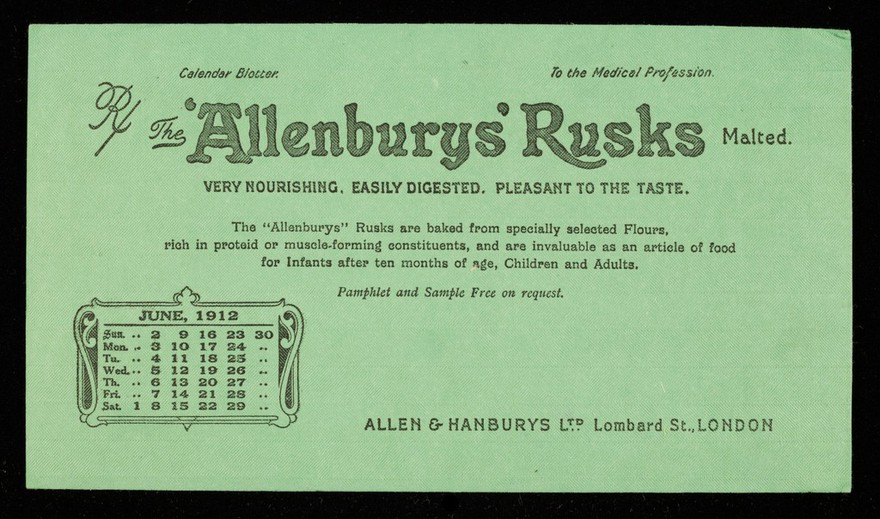 Calendar Blotter.
To the Medical Profession.
The 'Allenburys' Rusks Malted.
VERY NOURISHING. EASILY DIGESTED. PLEASANT TO THE TASTE.
The "Allenburys" Rusks are baked from specially selected Flours,
rich in proteid or muscle-forming constituents, and are invaluable as an article of food
for Infants after ten months of age, Children and Adults.
Pamphlet and Sample Free on request.
JUNE, 1912
Sun. .. 2 9 16 23 30
Mon. .. 3 10 17 24 ..
Tu. .. 4 11 18 25 ..
Wed. .. 5 12 19 26 ..
Th. .. 6 13 20 27 ..
Fri. .. 7 14 21 28 ..
Sat. 1 8 15 22 29 ..
ALLEN & HANBURYS LTD Lombard St., LONDON